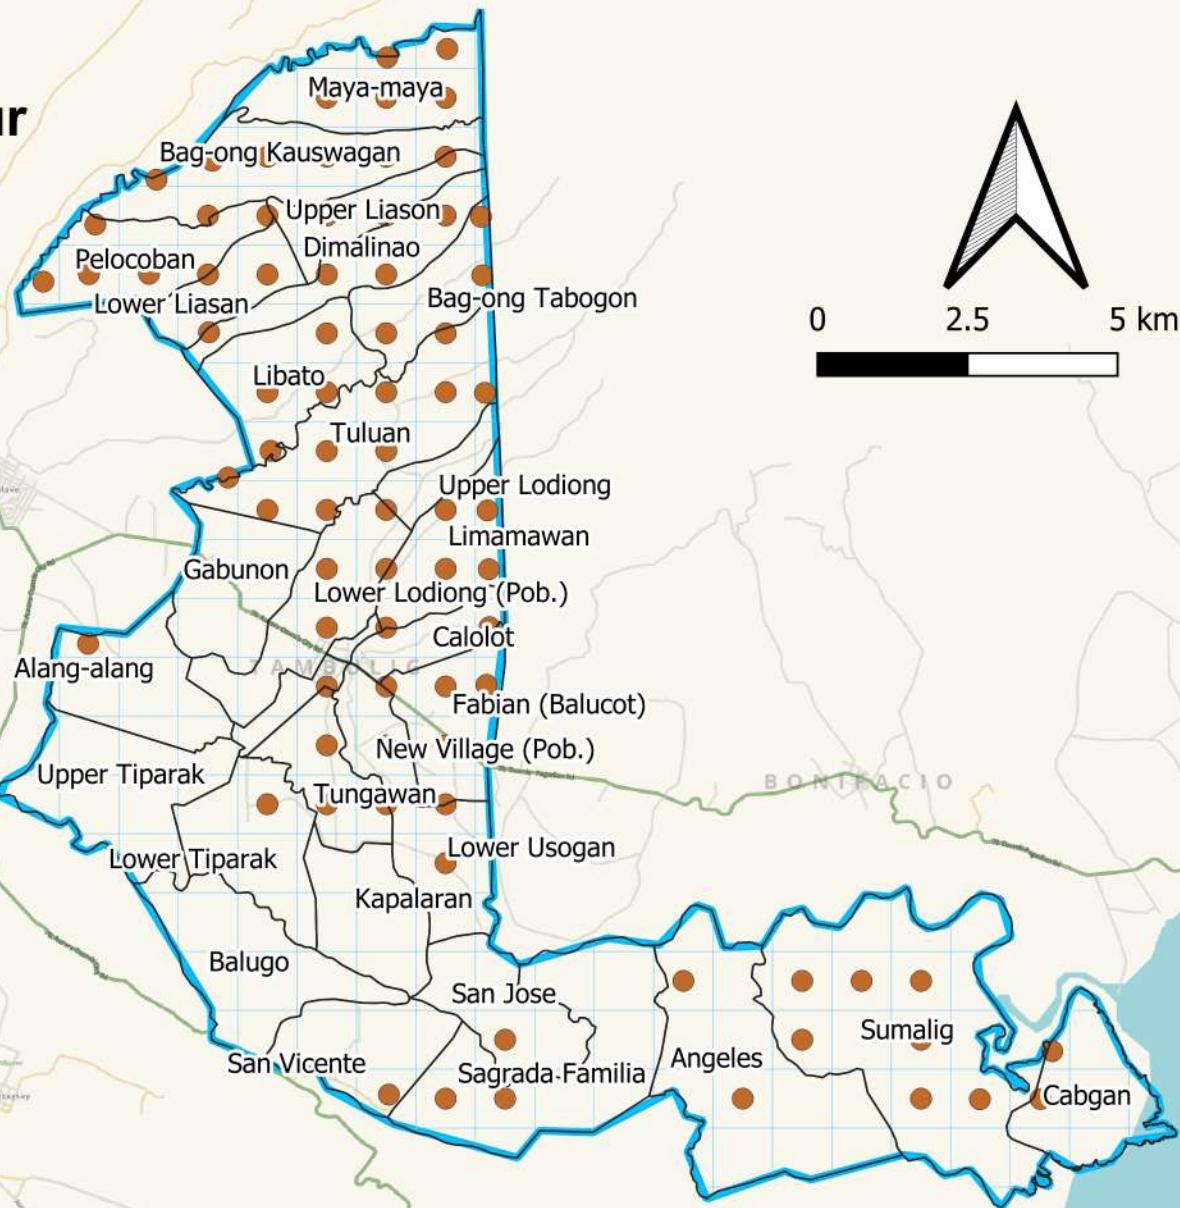 ur
Maya-maya
Bag-ong Kauswagan
Upper Liason
Dimalinao
Pelocoban
Lower Liasan
Bag-ong Tabogon
0 2.5 5 km
Libato
Tuluan
Upper Lodiong
Limamawan
Gabunon
Lower Lodiong (Pob.)
Calolot
TAMBULIG
Alang-alang
Fabian (Balucot)
New Village (Pob.)
Upper Tiparak
BONIFACIO
Tungawan
Lower Usogan
Lower Tiparak
Kapalaran
Balugo
San Jose
Sumalig
San Vicente
Sagrada Familia
Angeles
Cabgan